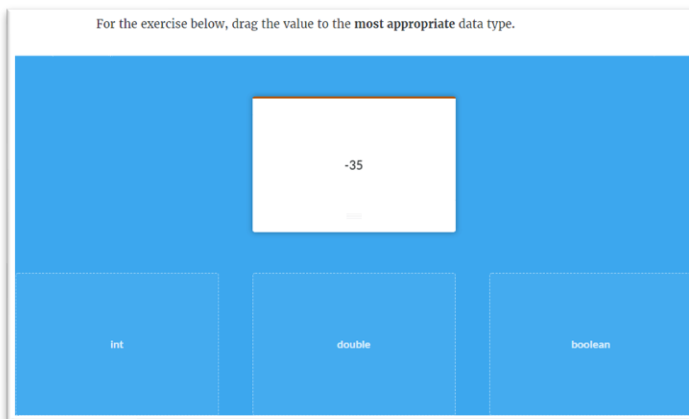 For the exercise below, drag the value to the most appropriate data type.
-35
int
double
boolean